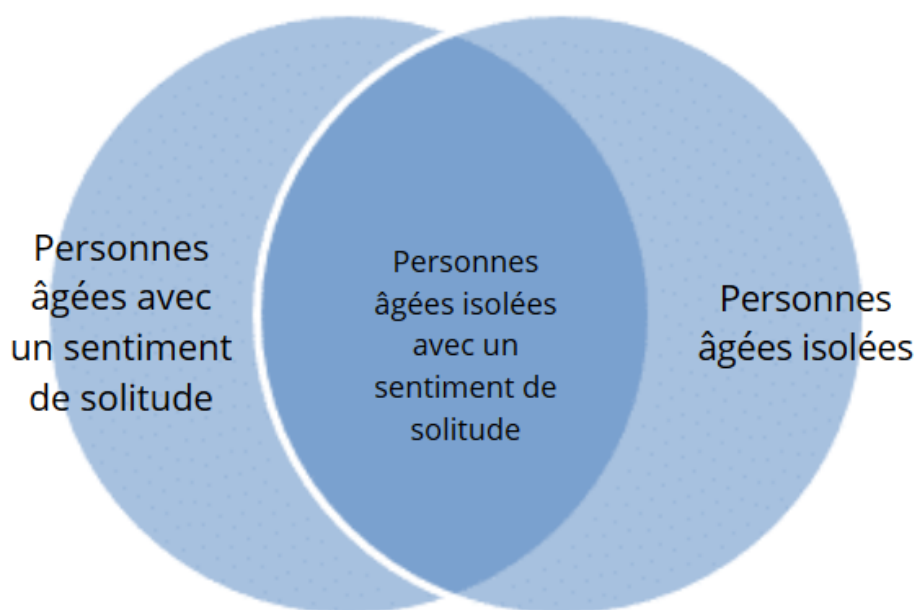 Personnes
âgées avec
un sentiment
de solitude
Personnes
âgées isolées
avec un
sentiment de
solitude
Personnes
âgées isolées